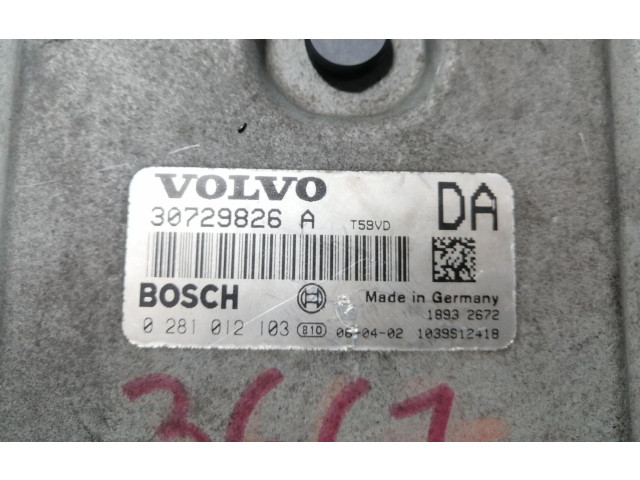 VOLVO
30729826 A T59VD DA
BOSCH Made in Germany
1893 2672
0 281 012 103 810 06-04-02 1039S12418